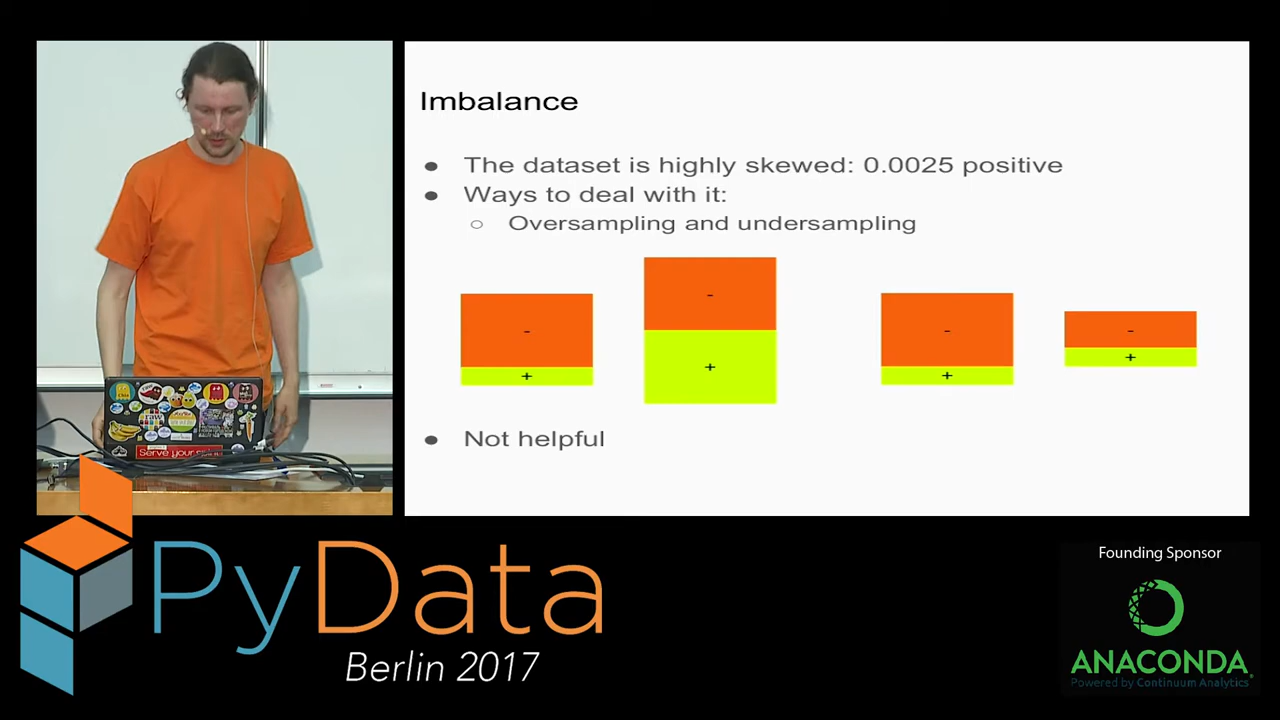 Imbalance
● The dataset is highly skewed: 0.0025 positive
● Ways to deal with it:
○ Oversampling and undersampling
-
-
-
-
+
+
+
+
● Not helpful
raw
Serve your
PyData
Berlin 2017
Founding Sponsor
ANACONDA
Powered by Continuum Analytics